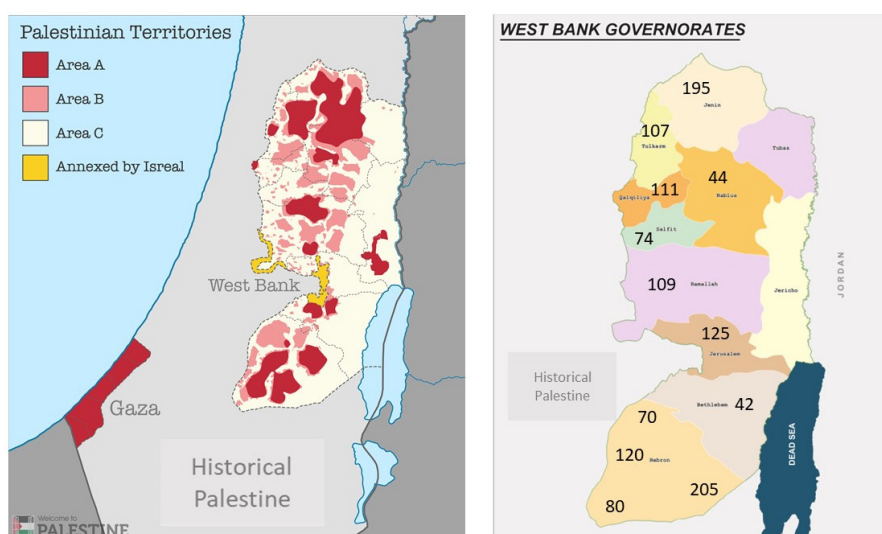 Palestinian Territories
Area A
Area B
Area C
Annexed by Isreal
West Bank
Gaza
Historical
Palestine
Welcome to
PALESTINE
WEST BANK GOVERNORATES
195
Jenin
107
Tulkarm
Tubas
111
Qalqiliya
44
Nablus
74
Salfit
109
Ramallah
Jericho
JORDAN
125
Jerusalem
Historical
Palestine
Bethlehem
42
70
120
Hebron
205
80
DEAD SEA